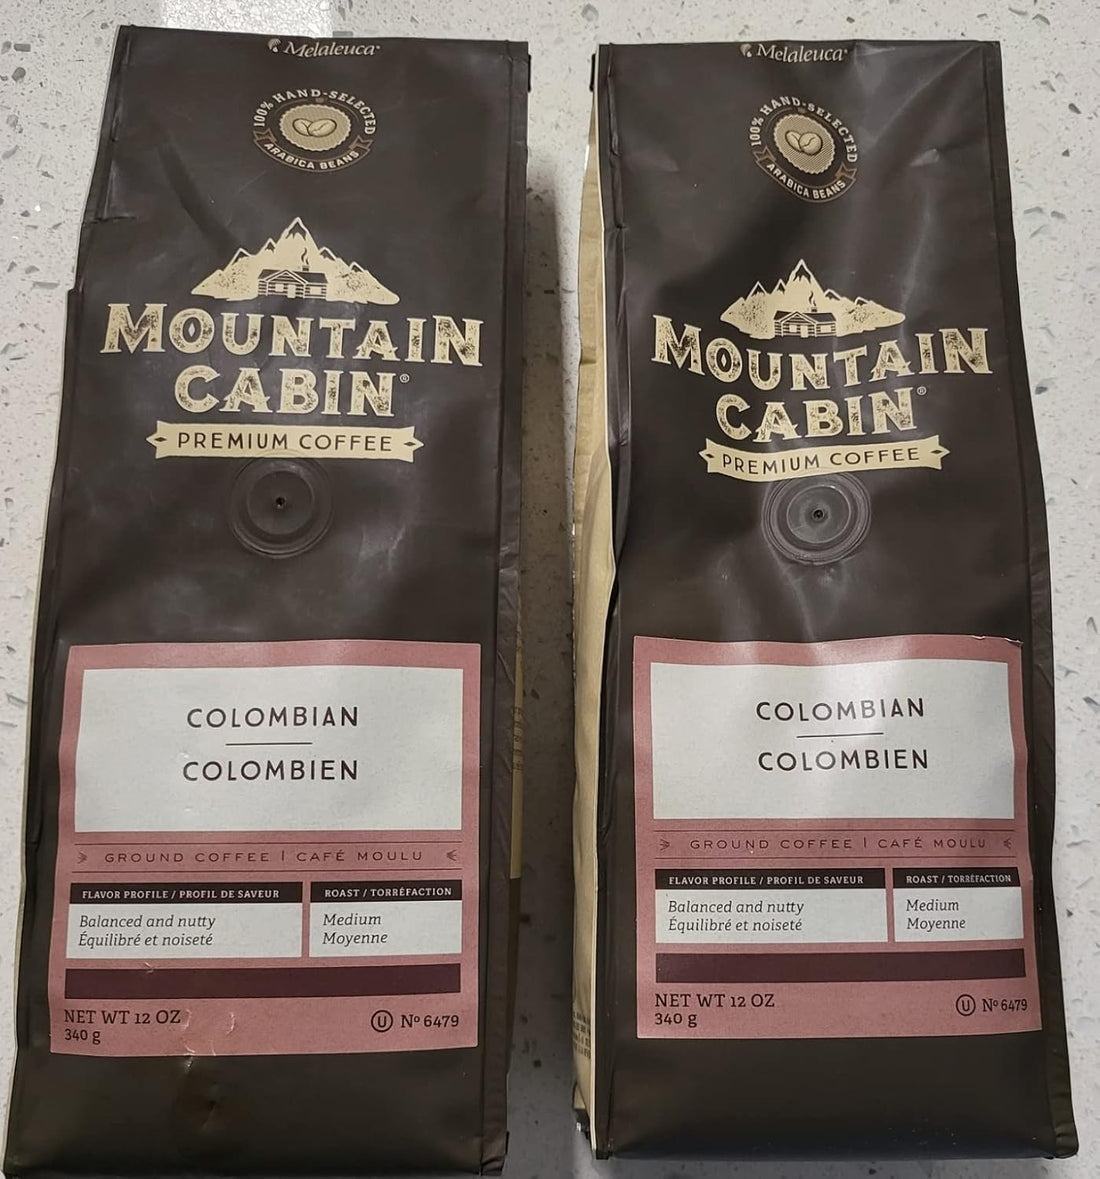 Melaleuca®
100% HAND-SELECTED
ARABICA BEANS
MOUNTAIN
CABIN®
PREMIUM COFFEE
COLOMBIAN
COLOMBIEN
GROUND COFFEE | CAFÉ MOULU
FLAVOR PROFILE / PROFIL DE SAVEUR
Balanced and nutty
Équilibré et noiseté
ROAST / TORRÉFACTION
Medium
Moyenne
NET WT 12 OZ
340 g
U Nº 6479
Melaleuca®
100% HAND-SELECTED
ARABICA BEANS
MOUNTAIN
CABIN®
PREMIUM COFFEE
COLOMBIAN
COLOMBIEN
GROUND COFFEE | CAFÉ MOULU
FLAVOR PROFILE / PROFIL DE SAVEUR
Balanced and nutty
Équilibré et noiseté
ROAST / TORRÉFACTION
Medium
Moyenne
NET WT 12 OZ
340 g
U Nº 6479